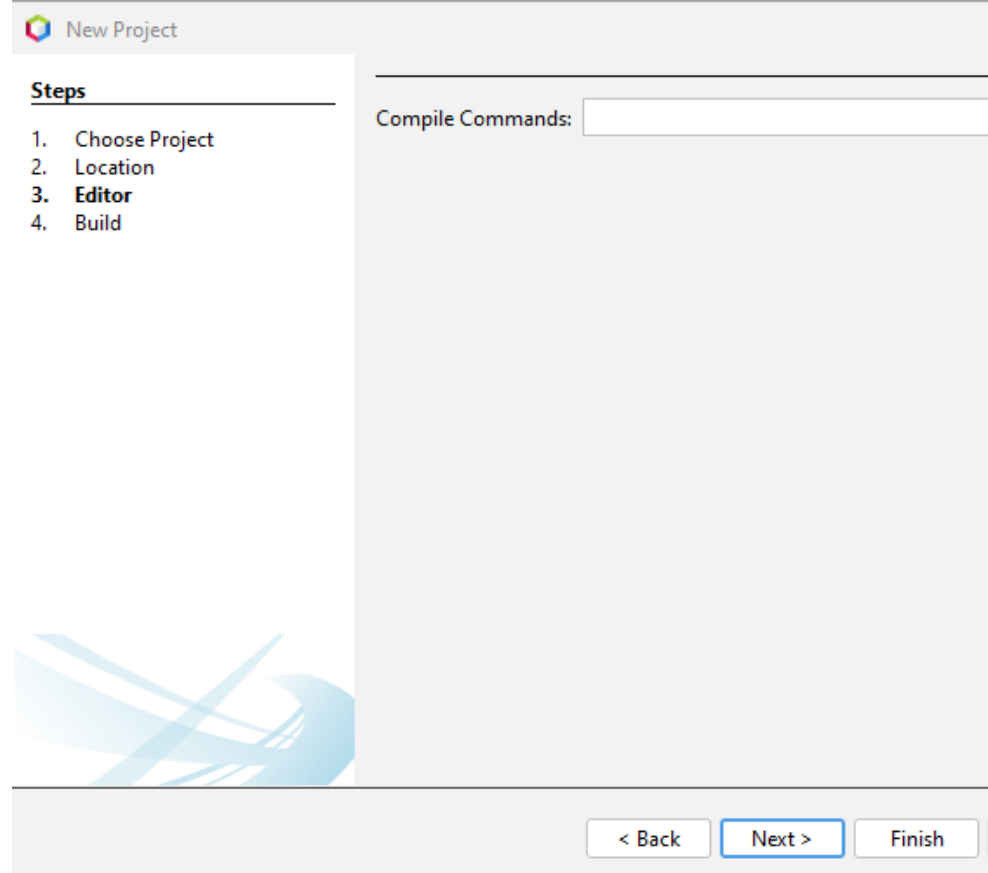 New Project
Steps
1. Choose Project
2. Location
3. Editor
4. Build
Compile Commands:
< Back
Next >
Finish